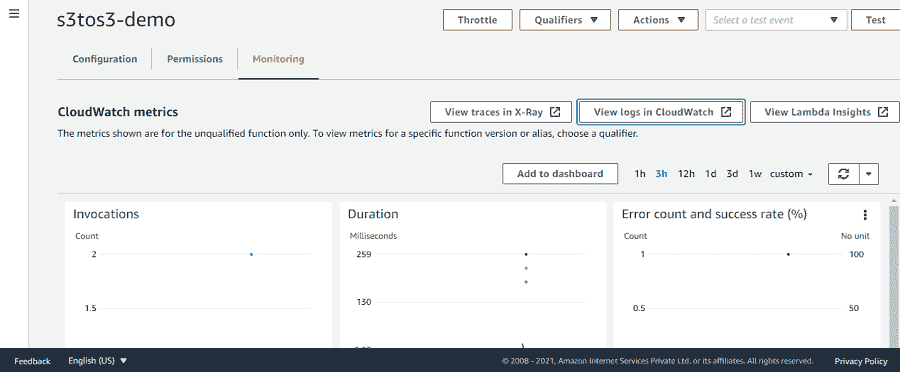 s3tos3-demo
Throttle
Qualifiers
Actions
Select a test event
Test
Configuration
Permissions
Monitoring
CloudWatch metrics
View traces in X-Ray
View logs in CloudWatch
View Lambda Insights
The metrics shown are for the unqualified function only. To view metrics for a specific function version or alias, choose a qualifier.
Add to dashboard
1h 3h 12h 1d 3d 1w custom
Invocations
Count
2
1.5
Duration
Milliseconds
259
130
Error count and success rate (%)
Count No unit
1 100
0.5 50
Feedback English (US) © 2008 - 2021, Amazon Internet Services Private Ltd. or its affiliates. All rights reserved. Privacy Policy